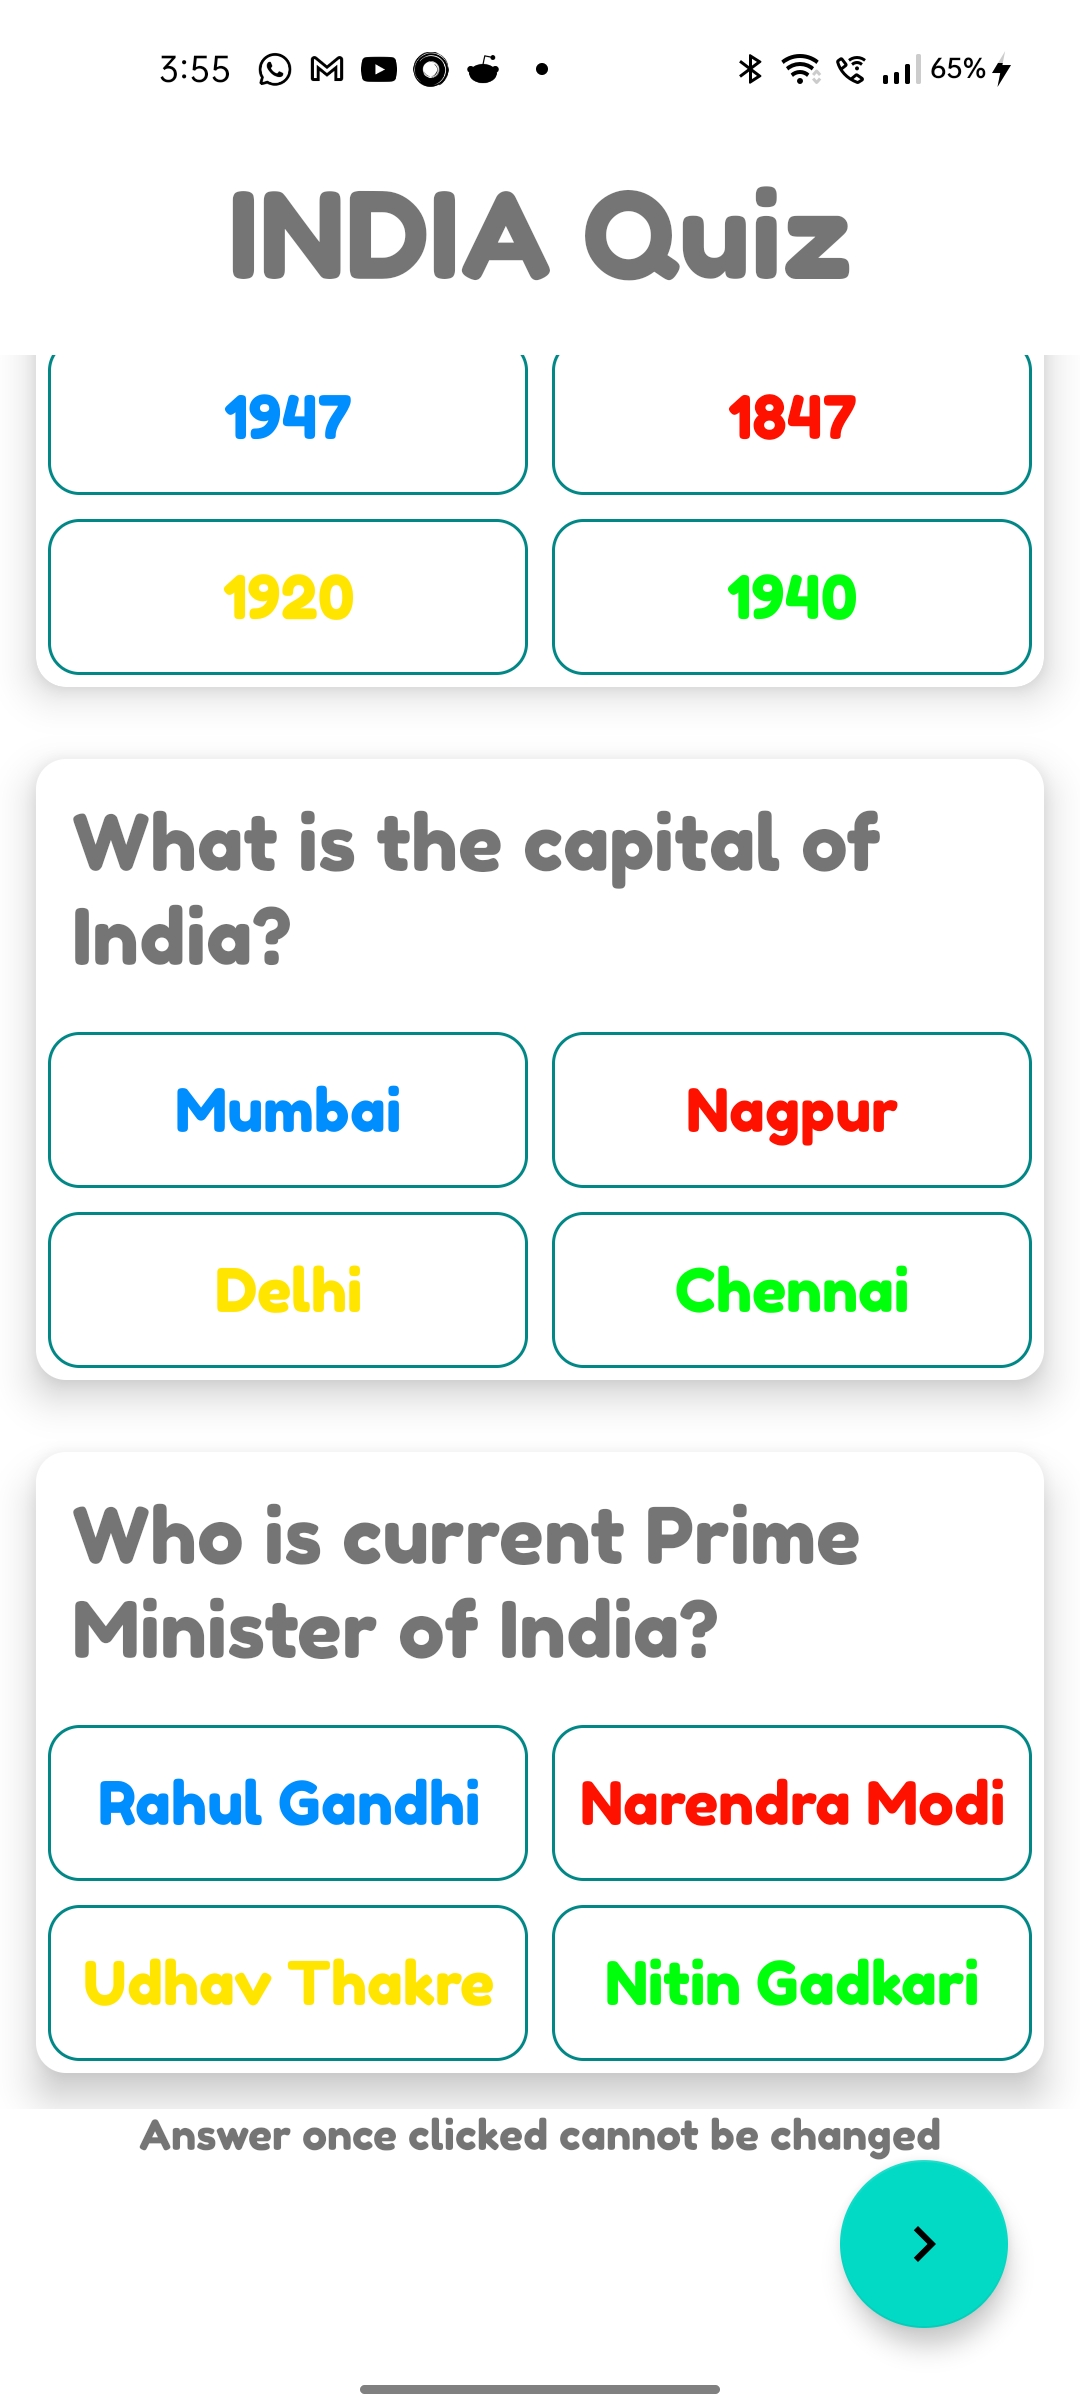 3:55 65%
INDIA Quiz
1947 1847
1920 1940
What is the capital of
India?
Mumbai Nagpur
Delhi Chennai
Who is current Prime
Minister of India?
Rahul Gandhi Narendra Modi
Udhav Thakre Nitin Gadkari
Answer once clicked cannot be changed